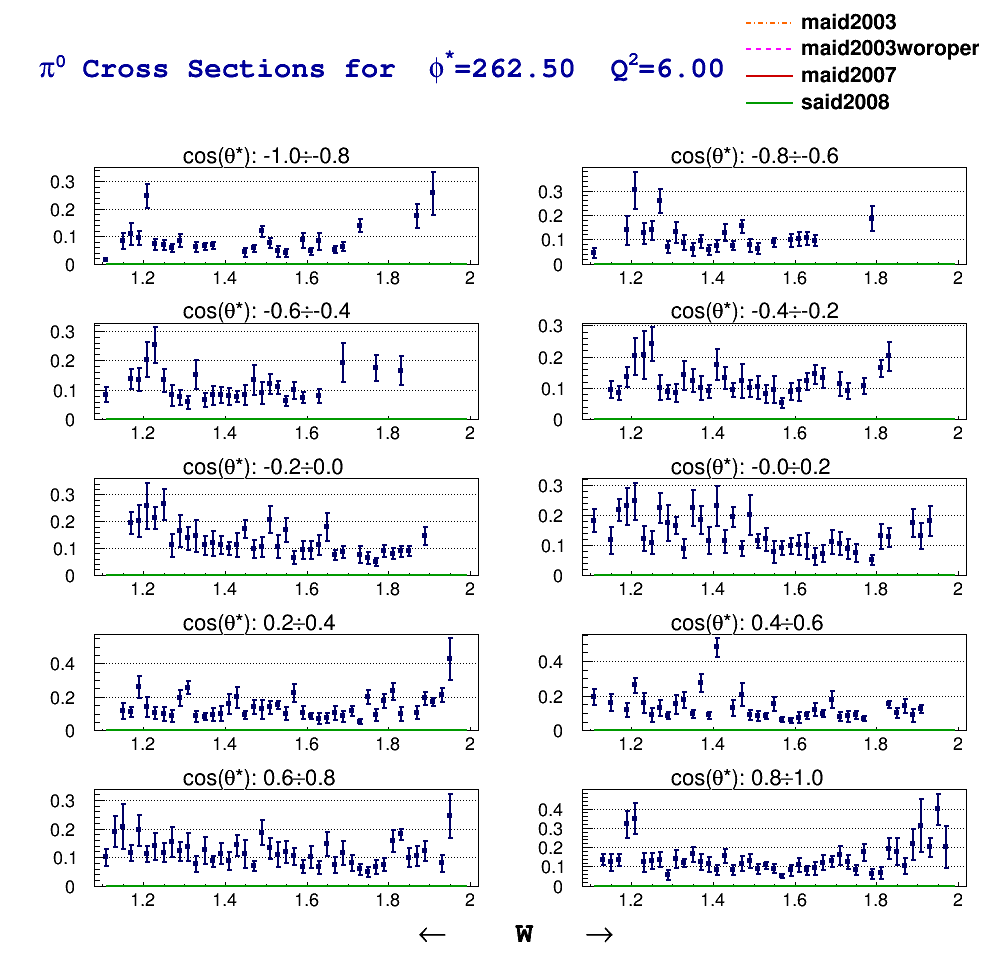 maid2003
maid2003woroper
maid2007
said2008
π⁰ Cross Sections for ϕ*=262.50 Q²=6.00
cos(θ*): -1.0÷-0.8
0.3
0.2
0.1
0
1.2 1.4 1.6 1.8 2
cos(θ*): -0.8÷-0.6
0.3
0.2
0.1
0
1.2 1.4 1.6 1.8 2
cos(θ*): -0.6÷-0.4
0.3
0.2
0.1
0
1.2 1.4 1.6 1.8 2
cos(θ*): -0.4÷-0.2
0.3
0.2
0.1
0
1.2 1.4 1.6 1.8 2
cos(θ*): -0.2÷0.0
0.3
0.2
0.1
0
1.2 1.4 1.6 1.8 2
cos(θ*): -0.0÷0.2
0.3
0.2
0.1
0
1.2 1.4 1.6 1.8 2
cos(θ*): 0.2÷0.4
0.4
0.2
0
1.2 1.4 1.6 1.8 2
cos(θ*): 0.4÷0.6
0.4
0.2
0
1.2 1.4 1.6 1.8 2
cos(θ*): 0.6÷0.8
0.3
0.2
0.1
0
1.2 1.4 1.6 1.8 2
cos(θ*): 0.8÷1.0
0.4
0.3
0.2
0.1
0
1.2 1.4 1.6 1.8 2
← W →